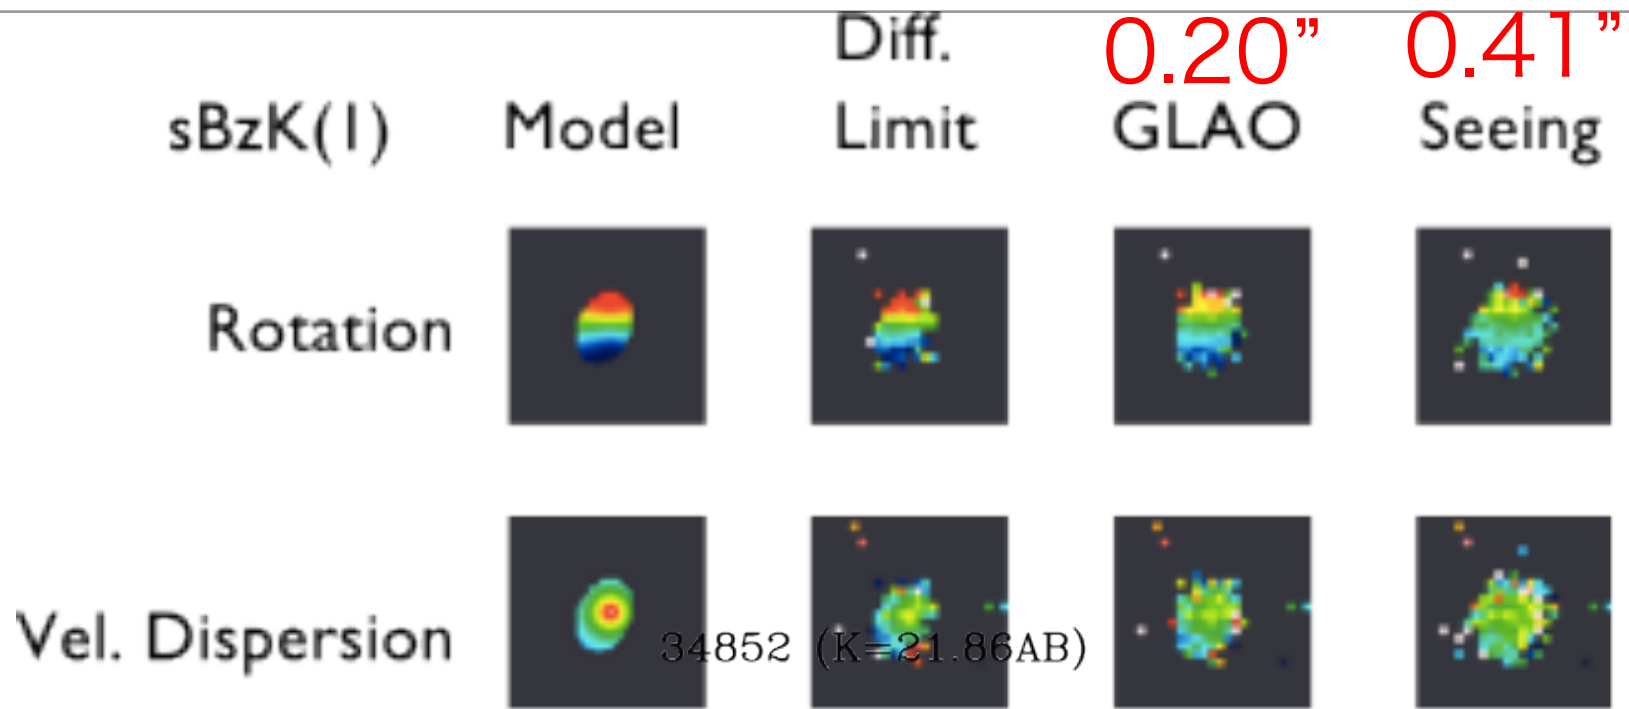 Diff. 0.20” 0.41”
sBzK(1) Model Limit GLAO Seeing
Rotation
Vel. Dispersion
34852 (K=21.86AB)